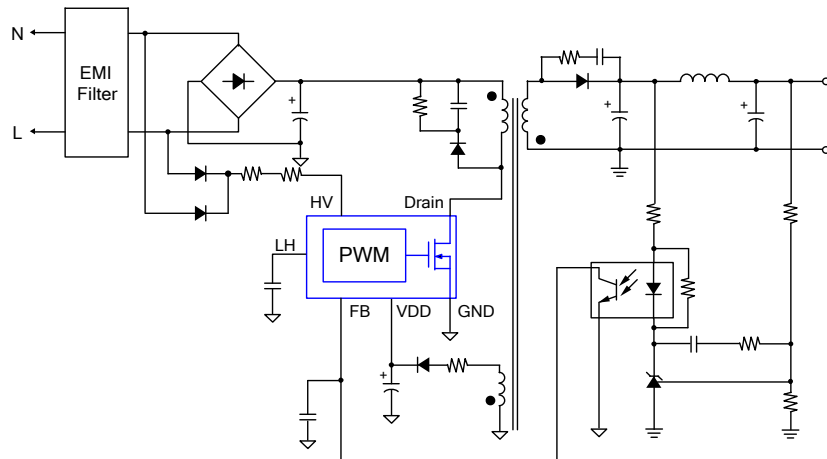 N
EMI
Filter
L
HV
Drain
LH
PWM
FB
VDD
GND
+
+
+
+